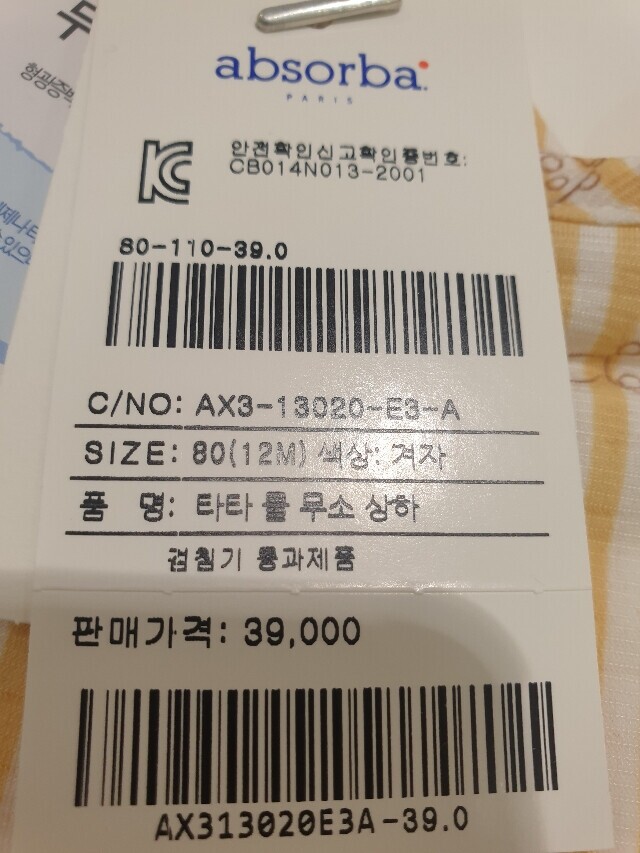 absorba.
PARIS
안전확인신고확인증번호:
CB014N013-2001
80-110-39.0
C/NO: AX3-13020-E3-A
SIZE: 80(12M) 색상: 겨자
품 명: 타타 롤 무소 상하
검침기 통과제품
판매가격: 39,000
AX313020E3A-39.0